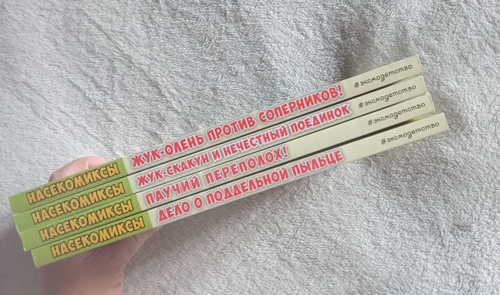 НАСЕКОМИКСЫ ЖУК-ОЛЕНЬ ПРОТИВ СОПЕРНИКОВ! #эксмодетство
НАСЕКОМИКСЫ ЖУК-СКАКУН И НЕЧЕСТНЫЙ ПОЕДИНОК #эксмодетство
НАСЕКОМИКСЫ ПАУЧИЙ ПЕРЕПОЛОХ! #эксмодетство
НАСЕКОМИКСЫ ДЕЛО О ПОДДЕЛЬНОЙ ПЫЛЬЦЕ #эксмодетство